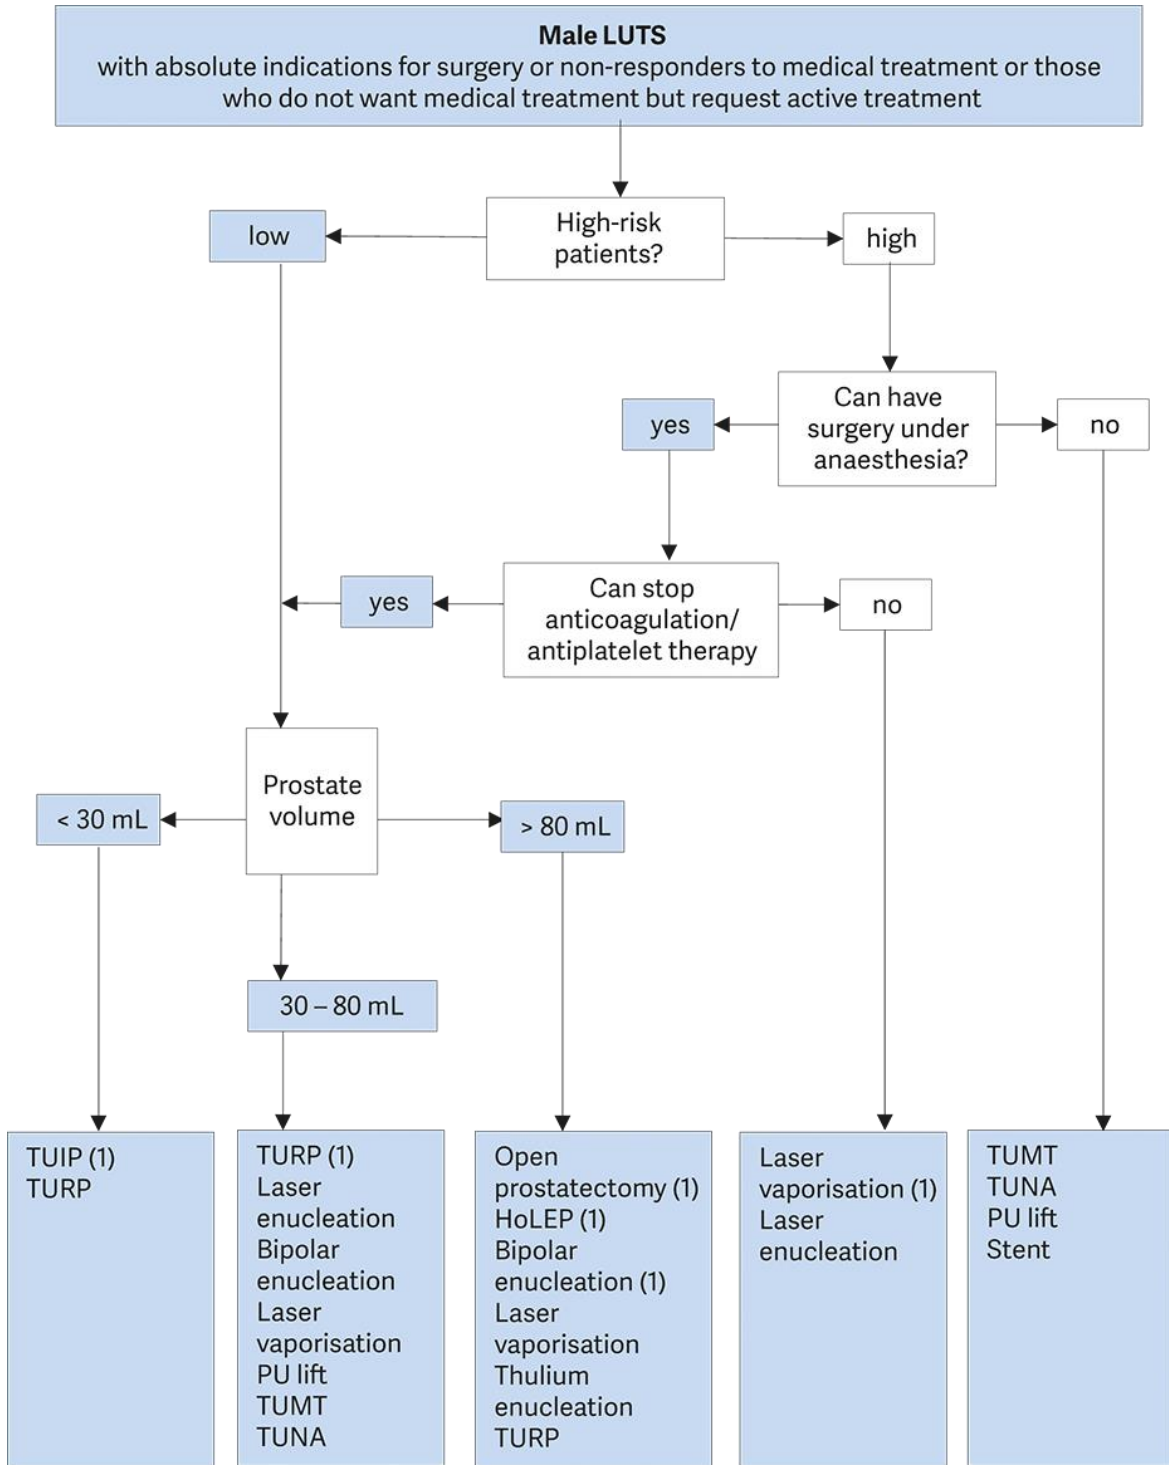 Male LUTS
with absolute indications for surgery or non-responders to medical treatment or those
who do not want medical treatment but request active treatment
low
High-risk
patients?
high
yes
Can have
surgery under
anaesthesia?
no
yes
Can stop
anticoagulation/
antiplatelet therapy
no
Prostate
volume
< 30 mL
> 80 mL
30 – 80 mL
TUIP (1)
TURP
TURP (1)
Laser
enucleation
Bipolar
enucleation
Laser
vaporisation
PU lift
TUMT
TUNA
Open
prostatectomy (1)
HoLEP (1)
Bipolar
enucleation (1)
Laser
vaporisation
Thulium
enucleation
TURP
Laser
vaporisation (1)
Laser
enucleation
TUMT
TUNA
PU lift
Stent